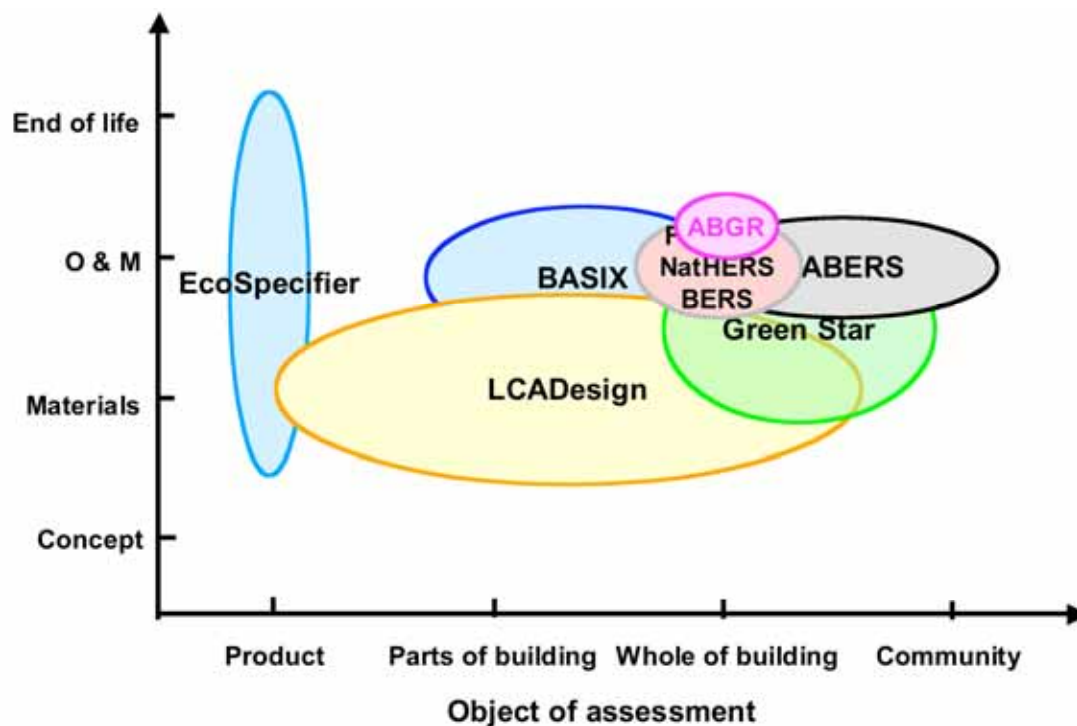 End of life
ABGR
O & M
NatHERS
ABERS
EcoSpecifier
BASIX
BERS
Green Star
LCADesign
Materials
Concept
Product
Parts of building
Whole of building
Community
Object of assessment